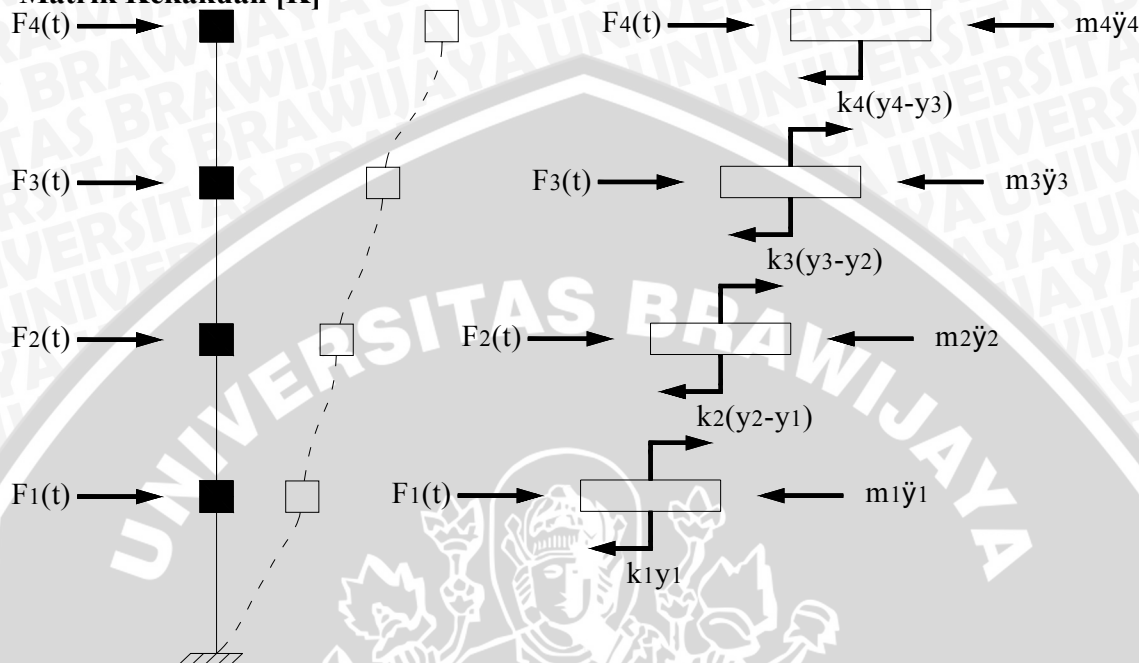 Matrik Kekakuan [K]
F4(t) F4(t) m4ÿ4
k4(y4-y3)
F3(t) F3(t) m3ÿ3
k3(y3-y2)
F2(t) F2(t) m2ÿ2
k2(y2-y1)
F1(t) F1(t) m1ÿ1
k1y1
UNIVERSITAS BRAWIJAYA